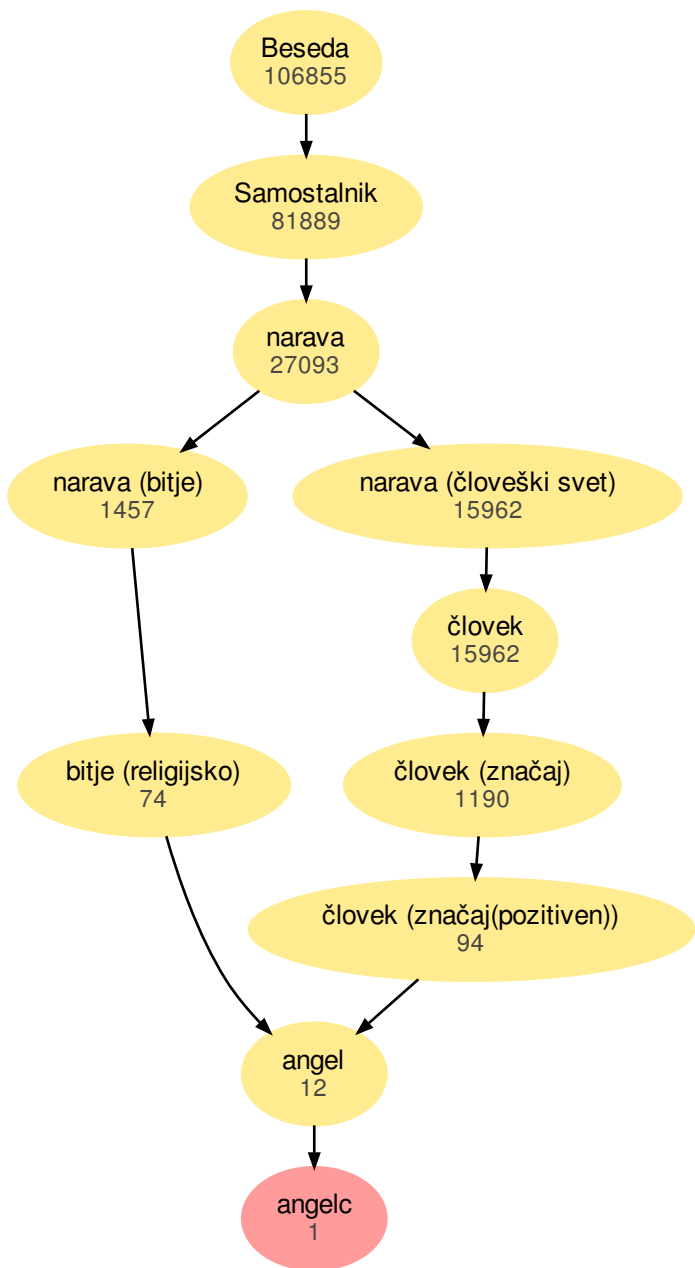 Beseda
106855
Samostalnik
81889
narava
27093
narava (bitje)
1457
narava (človeški svet)
15962
človek
15962
bitje (religijsko)
74
človek (značaj)
1190
človek (značaj(pozitiven))
94
angel
12
angelc
1